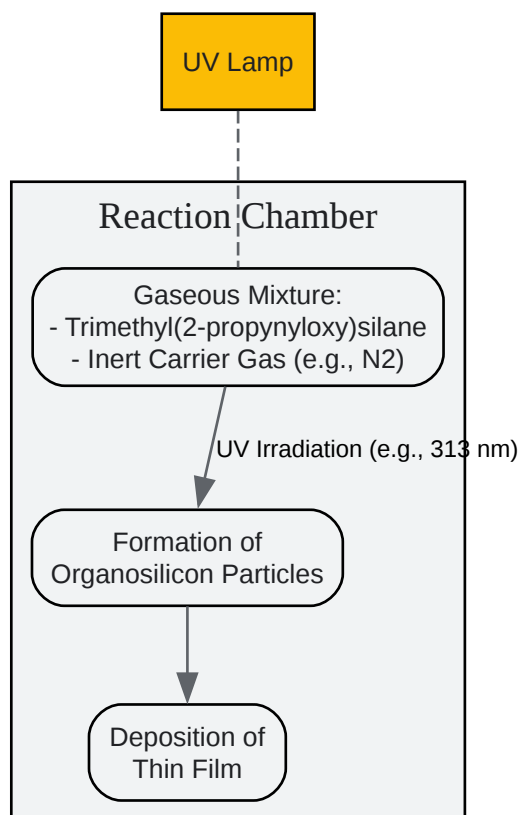 UV Lamp
Reaction Chamber
Gaseous Mixture:
- Trimethyl(2-propynyloxy)silane
- Inert Carrier Gas (e.g., N2)
UV Irradiation (e.g., 313 nm)
Formation of
Organosilicon Particles
Deposition of
Thin Film